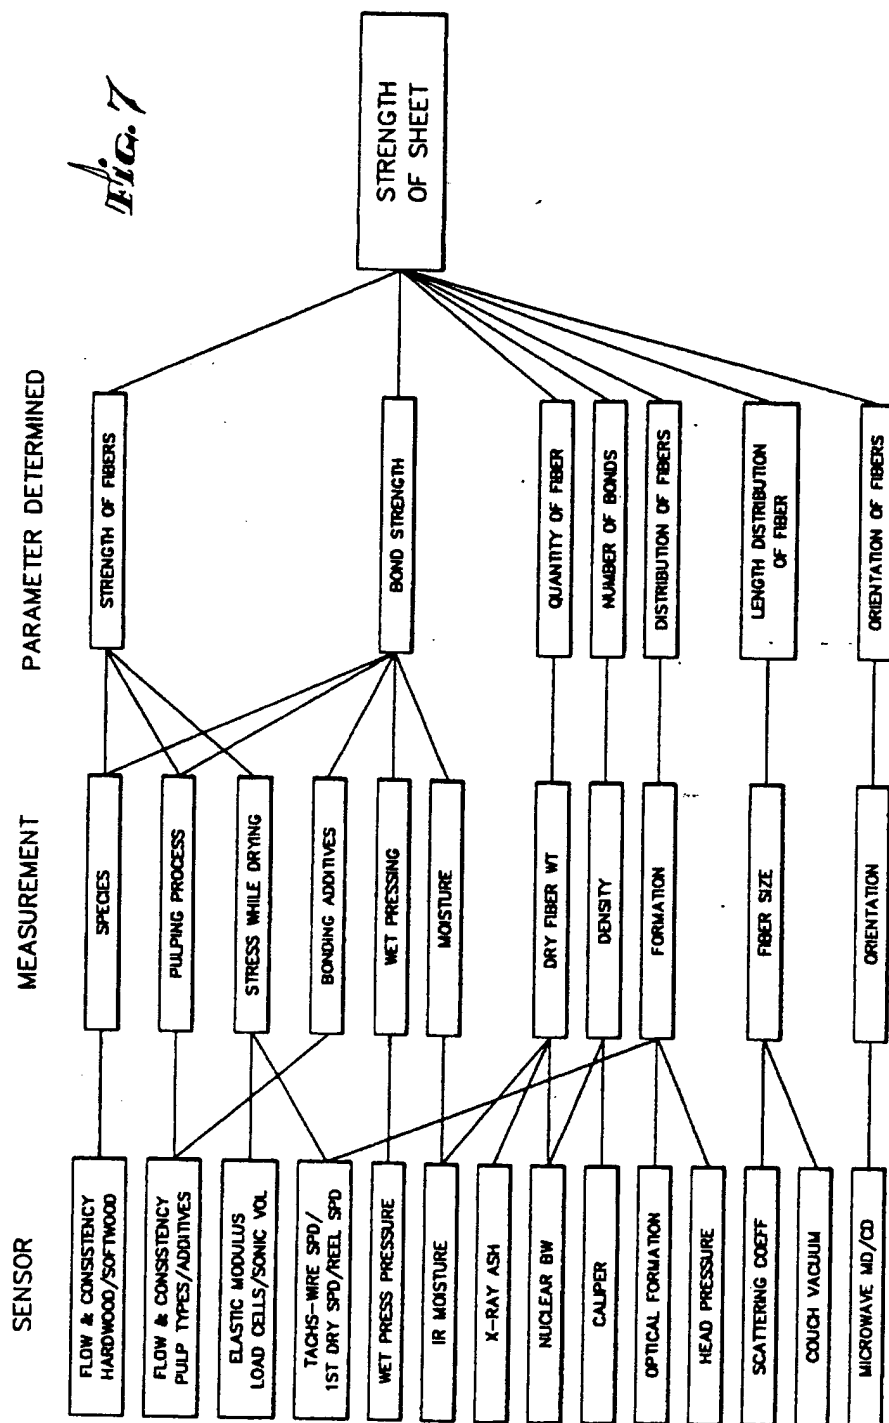 Fig. 7
SENSOR
MEASUREMENT
PARAMETER DETERMINED
FLOW & CONSISTENCY
HARDWOOD/SOFTWOOD
FLOW & CONSISTENCY
PULP TYPES/ADDITIVES
ELASTIC MODULUS
LOAD CELLS/SONIC VOL
TACHS-WIRE SPD/
1ST DRY SPD/REEL SPD
WET PRESS PRESSURE
IR MOISTURE
X-RAY ASH
NUCLEAR BW
CALIPER
OPTICAL FORMATION
HEAD PRESSURE
SCATTERING COEFF
COUCH VACUUM
MICROWAVE MD/CD
SPECIES
PULPING PROCESS
STRESS WHILE DRYING
BONDING ADDITIVES
WET PRESSING
MOISTURE
DRY FIBER WT
DENSITY
FORMATION
FIBER SIZE
ORIENTATION
STRENGTH OF FIBERS
BOND STRENGTH
QUANTITY OF FIBER
NUMBER OF BONDS
DISTRIBUTION OF FIBERS
LENGTH DISTRIBUTION
OF FIBER
ORIENTATION OF FIBERS
STRENGTH
OF SHEET